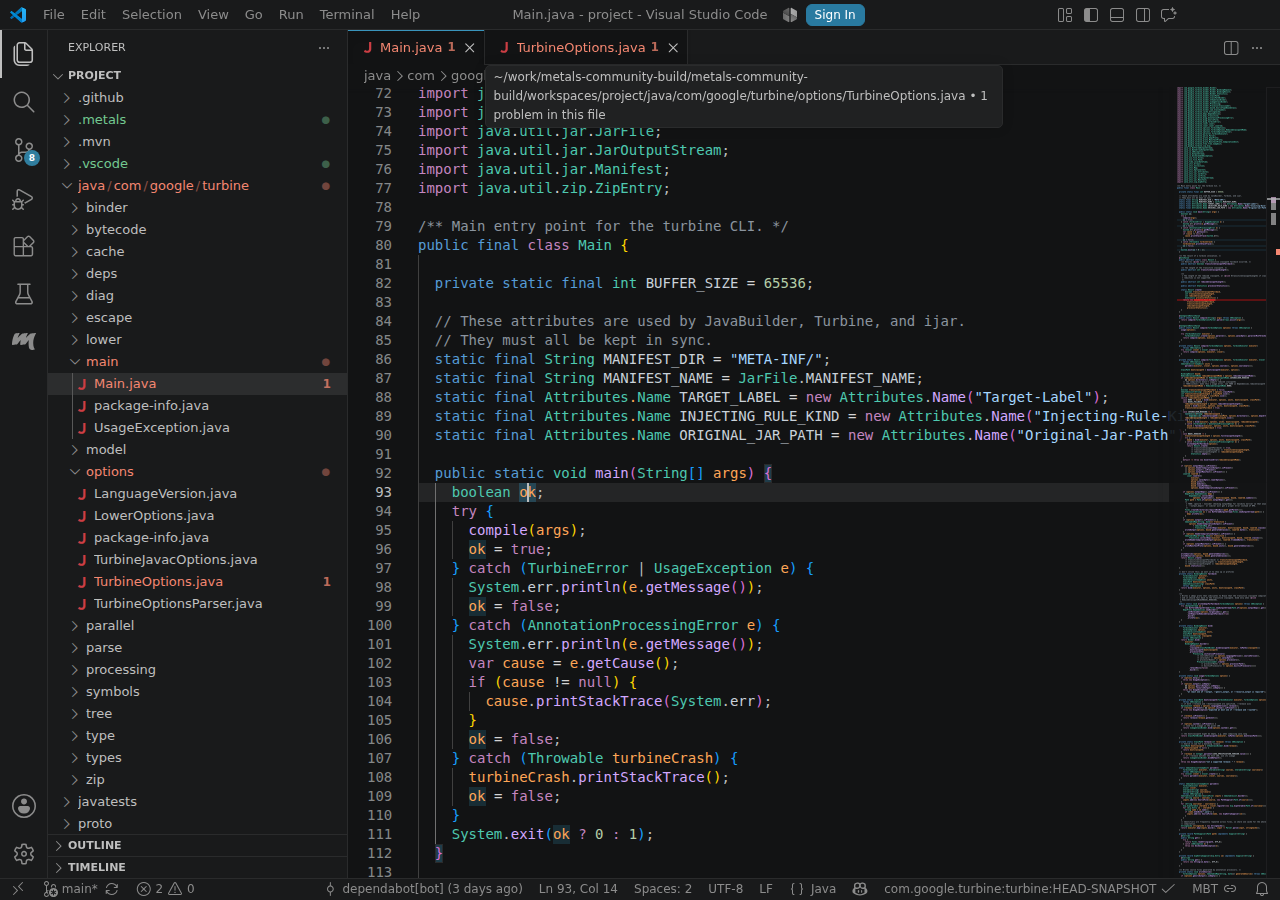 File Edit Selection View Go Run Terminal Help
Main.java - project - Visual Studio Code
Sign In
EXPLORER
PROJECT
.github
.metals
.mvn
.vscode
java/com/google/turbine
binder
bytecode
cache
deps
diag
escape
lower
main
Main.java 1
package-info.java
UsageException.java
model
options
LanguageVersion.java
LowerOptions.java
package-info.java
TurbineJavacOptions.java
TurbineOptions.java 1
TurbineOptionsParser.java
parallel
parse
processing
symbols
tree
type
types
zip
javatests
proto
OUTLINE
TIMELINE
8
Main.java 1
TurbineOptions.java 1
java > com > goog
~/work/metals-community-build/metals-community-
build/workspaces/project/java/com/google/turbine/options/TurbineOptions.java • 1
problem in this file
72 import j
73 import j
74 import java.util.jar.JarFile;
75 import java.util.jar.JarOutputStream;
76 import java.util.jar.Manifest;
77 import java.util.zip.ZipEntry;
78
79 /** Main entry point for the turbine CLI. */
80 public final class Main {
81
82 private static final int BUFFER_SIZE = 65536;
83
84 // These attributes are used by JavaBuilder, Turbine, and ijar.
85 // They must all be kept in sync.
86 static final String MANIFEST_DIR = "META-INF/";
87 static final String MANIFEST_NAME = JarFile.MANIFEST_NAME;
88 static final Attributes.Name TARGET_LABEL = new Attributes.Name("Target-Label");
89 static final Attributes.Name INJECTING_RULE_KIND = new Attributes.Name("Injecting-Rule-K
90 static final Attributes.Name ORIGINAL_JAR_PATH = new Attributes.Name("Original-Jar-Path"
91
92 public static void main(String[] args) {
93 boolean ok;
94 try {
95 compile(args);
96 ok = true;
97 } catch (TurbineError | UsageException e) {
98 System.err.println(e.getMessage());
99 ok = false;
100 } catch (AnnotationProcessingError e) {
101 System.err.println(e.getMessage());
102 var cause = e.getCause();
103 if (cause != null) {
104 cause.printStackTrace(System.err);
105 }
106 ok = false;
107 } catch (Throwable turbineCrash) {
108 turbineCrash.printStackTrace();
109 ok = false;
110 }
111 System.exit(ok ? 0 : 1);
112 }
113
main* 2 0 dependabot[bot] (3 days ago) Ln 93, Col 14 Spaces: 2 UTF-8 LF { } Java com.google.turbine:turbine:HEAD-SNAPSHOT MBT